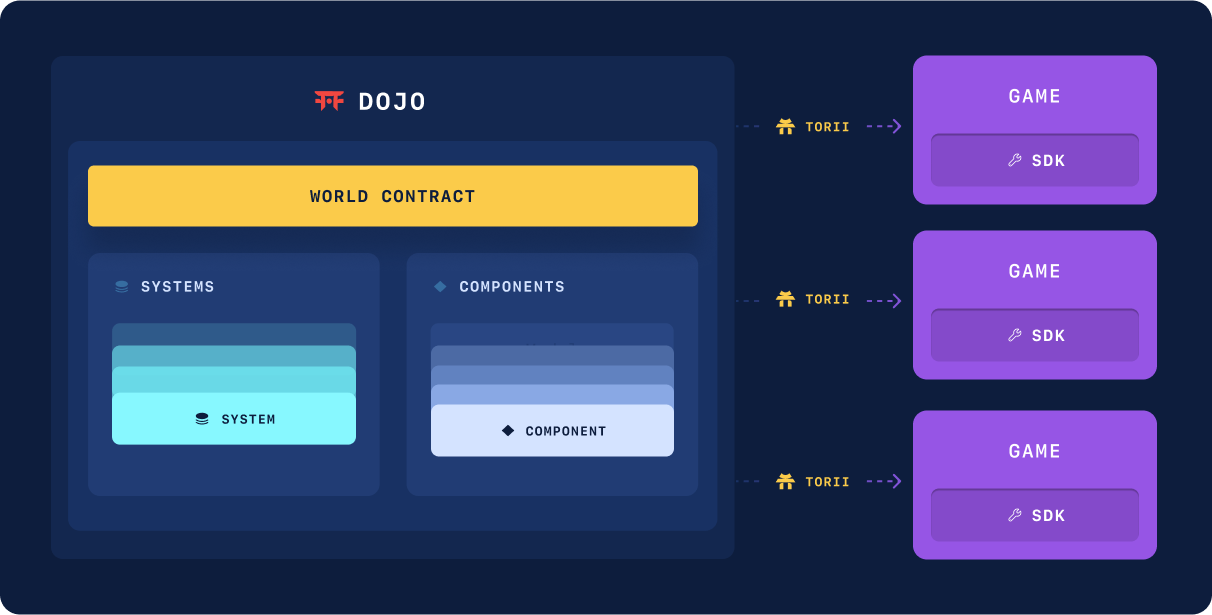 DOJO
WORLD CONTRACT
SYSTEMS
SYSTEM
COMPONENTS
COMPONENT
TORII
GAME
SDK
TORII
GAME
SDK
TORII
GAME
SDK